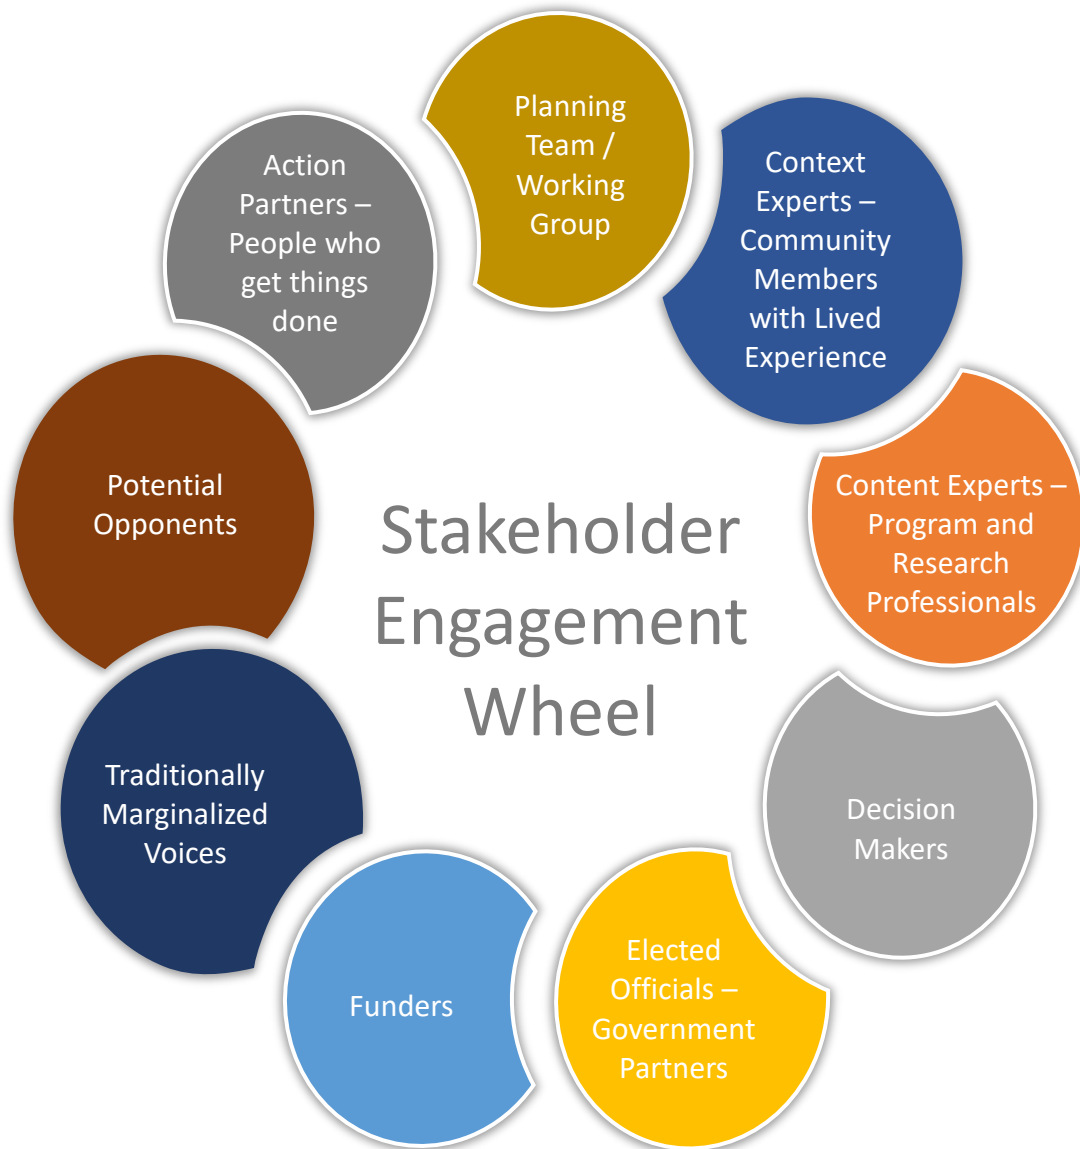 Planning
Team /
Working
Group
Context
Experts –
Community
Members
with Lived
Experience
Content Experts –
Program and
Research
Professionals
Decision
Makers
Elected
Officials –
Government
Partners
Funders
Traditionally
Marginalized
Voices
Potential
Opponents
Action
Partners –
People who
get things
done
Stakeholder
Engagement
Wheel